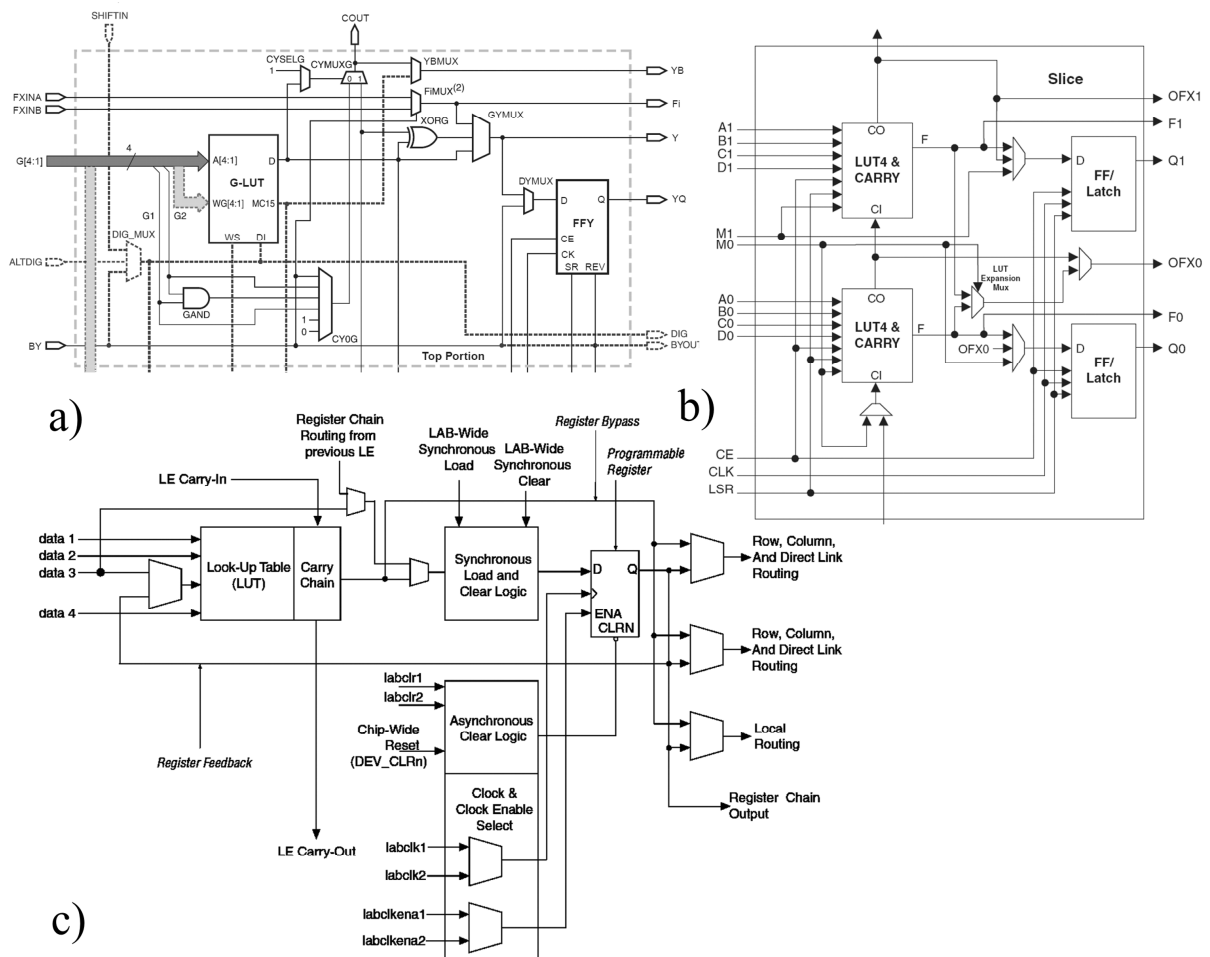 SHIFTIN
COUT
CYSELG
CYMUXG
YBMUX
1
0 1
YB
FXINA
FXINB
FiMUX(2)
Fi
GYMUX
XORG
Y
4
G[4:1]
A[4:1]
D
G-LUT
WG[4:1]
MC15
G1
G2
DYMUX
D
Q
YQ
FFY
DIG_MUX
WS
DI
CE
CK
ALTDIG
SR REV
GAND
1
0
CY0G
DIG
BY
BYOUT
Top Portion
a)
Slice
OFX1
A1
B1
C1
D1
CO
F
F1
LUT4 &
CARRY
D
FF/
Latch
Q1
CI
M1
M0
LUT
Expansion
Mux
OFX0
A0
B0
C0
D0
CO
F
F0
LUT4 &
CARRY
OFX0
D
FF/
Latch
Q0
CI
CE
CLK
LSR
b)
Register Chain
Routing from
previous LE
LAB-Wide
Synchronous
Load
LAB-Wide
Synchronous
Clear
Register Bypass
Programmable
Register
LE Carry-In
data 1
data 2
data 3
data 4
Look-Up Table
(LUT)
Carry
Chain
Synchronous
Load and
Clear Logic
D
Q
ENA
CLRN
Row, Column,
And Direct Link
Routing
Row, Column,
And Direct Link
Routing
labclr1
labclr2
Chip-Wide
Reset
(DEV_CLRn)
Asynchronous
Clear Logic
Local
Routing
Register Feedback
Clock &
Clock Enable
Select
Register Chain
Output
LE Carry-Out
labclk1
labclk2
labclkena1
labclkena2
c)